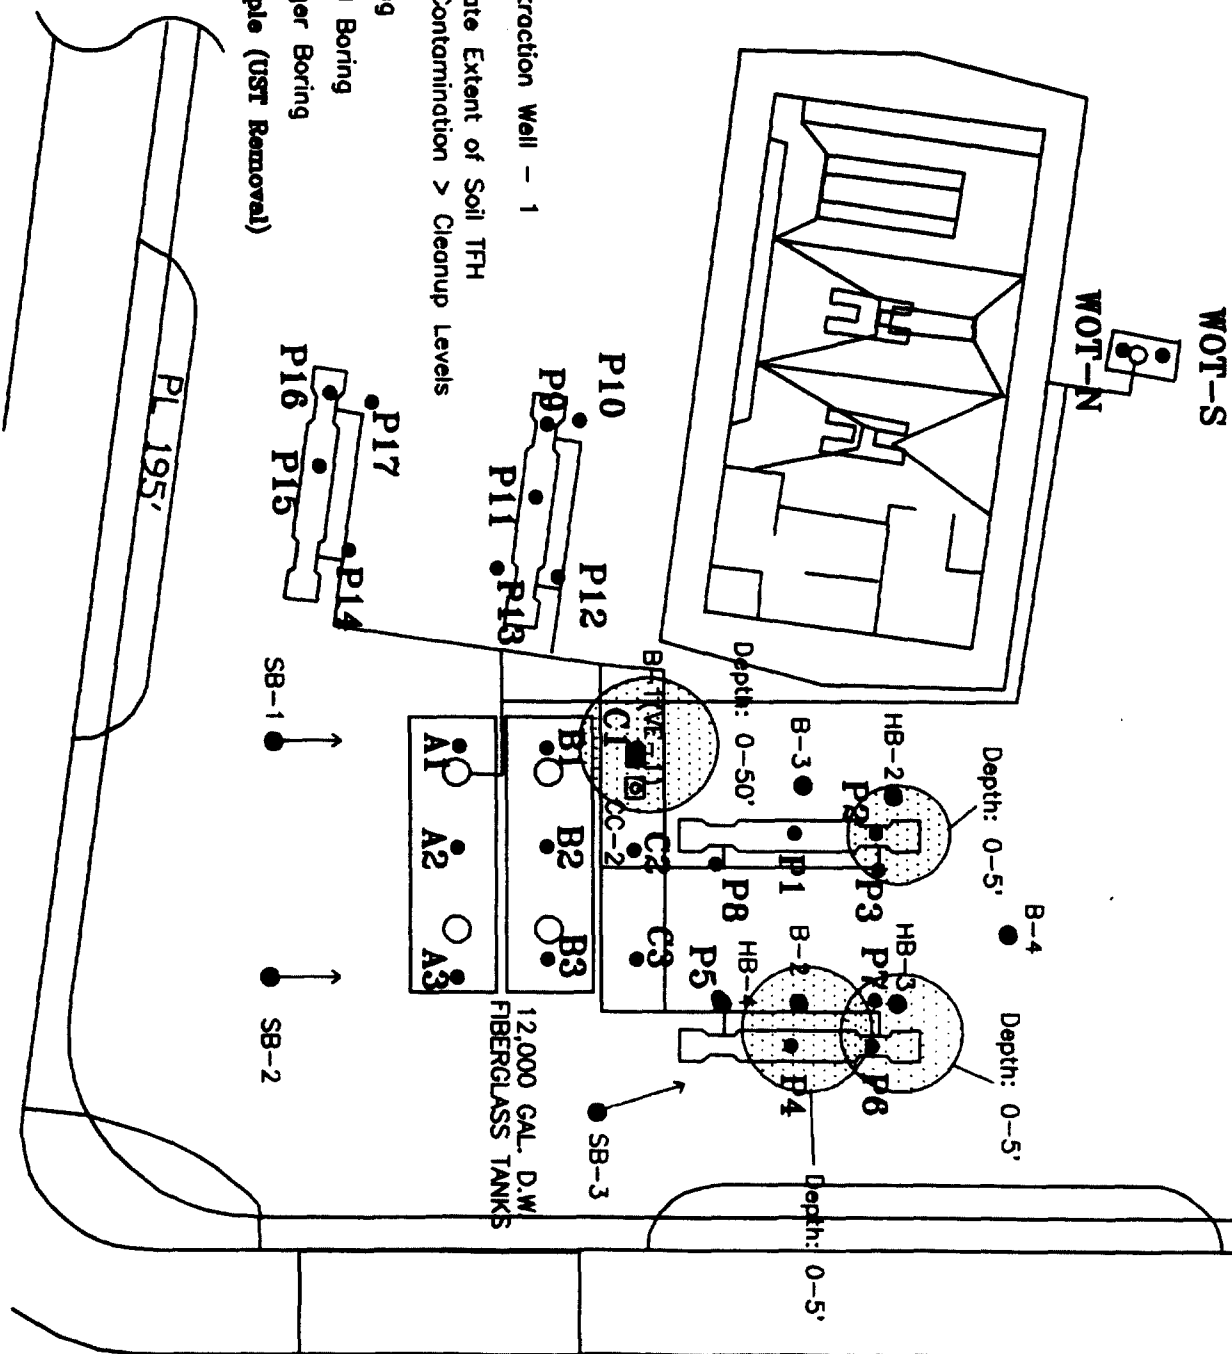 traction Well - 1
ate Extent of Soil TFH
Contamination > Cleanup Levels
Boring
ger Boring
ple (UST Removal)
WOT-S
WOT-N
P10
P9
P11
P12
P13
P16
P17
P15
P14
PL 195'
SB-1
SB-2
SB-3
A1
A2
A3
B1
B2
B3
C1
C2
C3
CC-2
12,000 GAL. D.W.
FIBERGLASS TANKS
Depth: 0-50'
B-3
HB-2
P2
P1
P3
P8
Depth: 0-5'
B-4
HB-3
P7
B-2
HB-4
P5
P4
P6
Depth: 0-5'
Depth: 0-5'